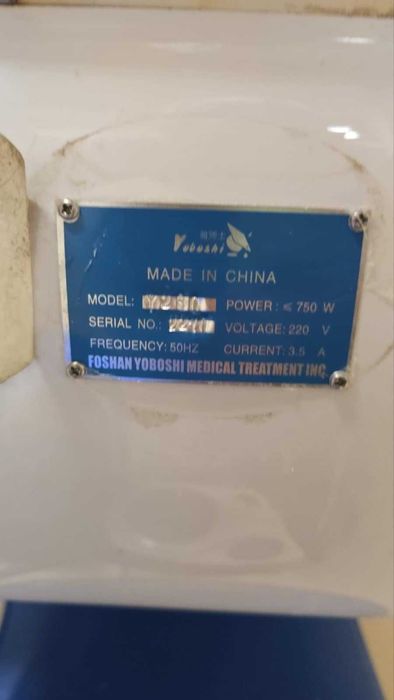 Yoboshi
MADE IN CHINA
MODEL: POWER: ≤ 750 W
SERIAL NO.: VOLTAGE: 220 V
FREQUENCY: 50HZ CURRENT: 3.5 A
FOSHAN YOBOSHI MEDICAL TREATMENT INC